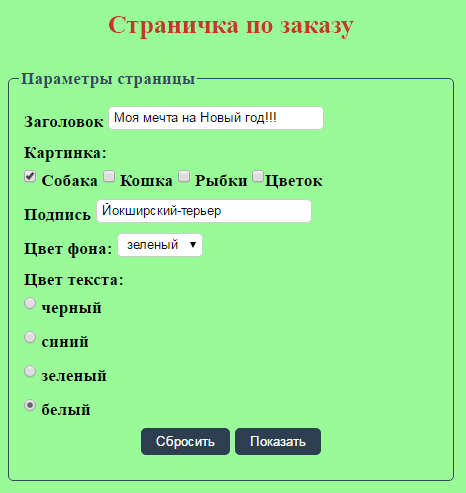 Страничка по заказу
Параметры страницы
Заголовок Моя мечта на Новый год!!!
Картинка:
Собака Кошка Рыбки Цветок
Подпись Йокширский-терьер
Цвет фона: зеленый
Цвет текста:
черный
синий
зеленый
белый
Сбросить Показать